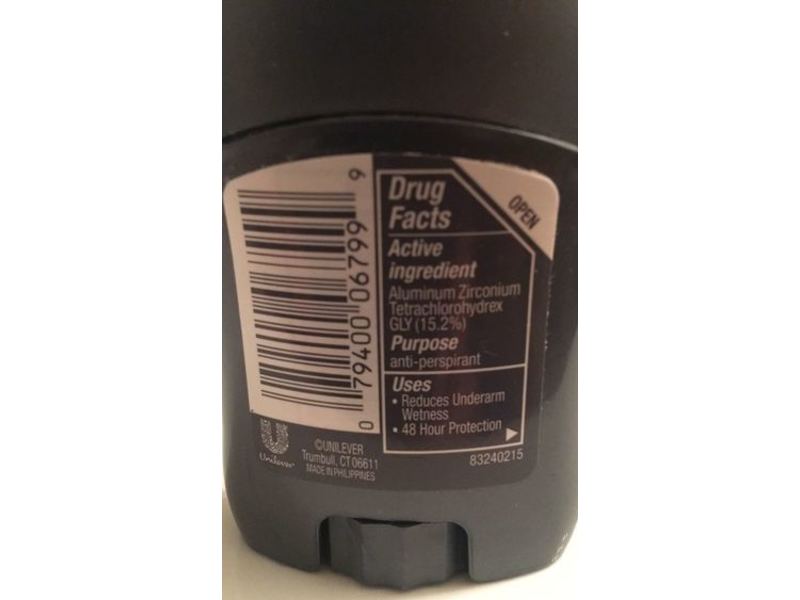 0 79400 06799 9
Drug
Facts
OPEN
Active
ingredient
Aluminum Zirconium
Tetrachlorohydrex
GLY (15.2%)
Purpose
anti-perspirant
Uses
• Reduces Underarm
Wetness
• 48 Hour Protection
Unilever
©UNILEVER
Trumbull, CT 06611
MADE IN PHILIPPINES
83240215